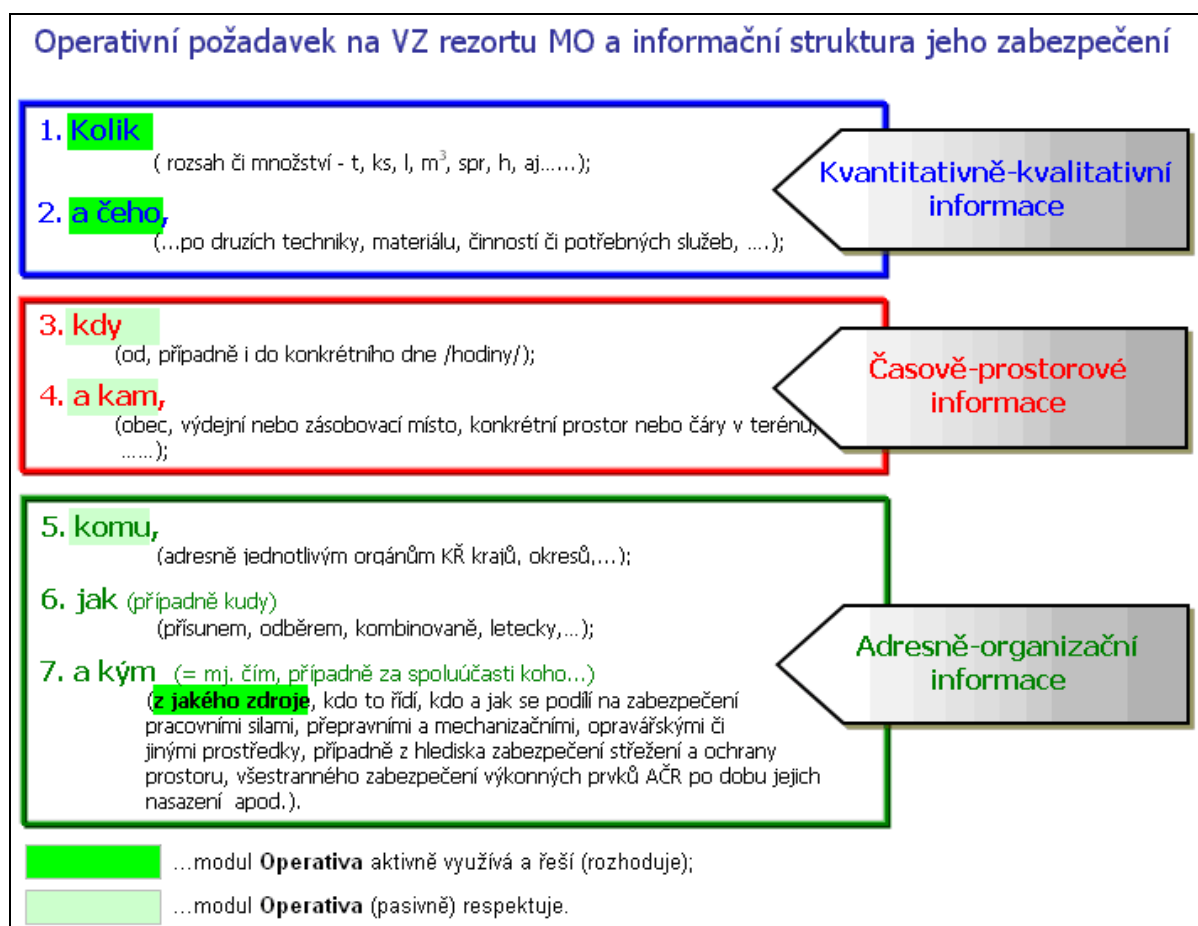 Operativní požadavek na VZ rezortu MO a informační struktura jeho zabezpečení
1. Kolik
( rozsah či množství - t, ks, l, m³, spr, h, aj......);
2. a čeho,
(...po druzích techniky, materiálu, činností či potřebných služeb, ....);
Kvantitativně-kvalitativní
informace
3. kdy
(od, případně i do konkrétního dne /hodiny/);
4. a kam,
(obec, výdejní nebo zásobovací místo, konkrétní prostor nebo čáry v terénu,
......);
Časově-prostorové
informace
5. komu,
(adresně jednotlivým orgánům KŘ krajů, okresů,...);
6. jak (případně kudy)
(přísunem, odběrem, kombinovaně, letecky,...);
7. a kým (= mj. čím, případně za spoluúčasti koho...)
(z jakého zdroje, kdo to řídí, kdo a jak se podílí na zabezpečení
pracovními silami, přepravními a mechanizačními, opravářskými či
jinými prostředky, případně z hlediska zabezpečení střežení a ochrany
prostoru, všestranného zabezpečení výkonných prvků AČR po dobu jejich
nasazení apod.).
Adresně-organizační
informace
...modul Operativa aktivně využívá a řeší (rozhoduje);
...modul Operativa (pasivně) respektuje.